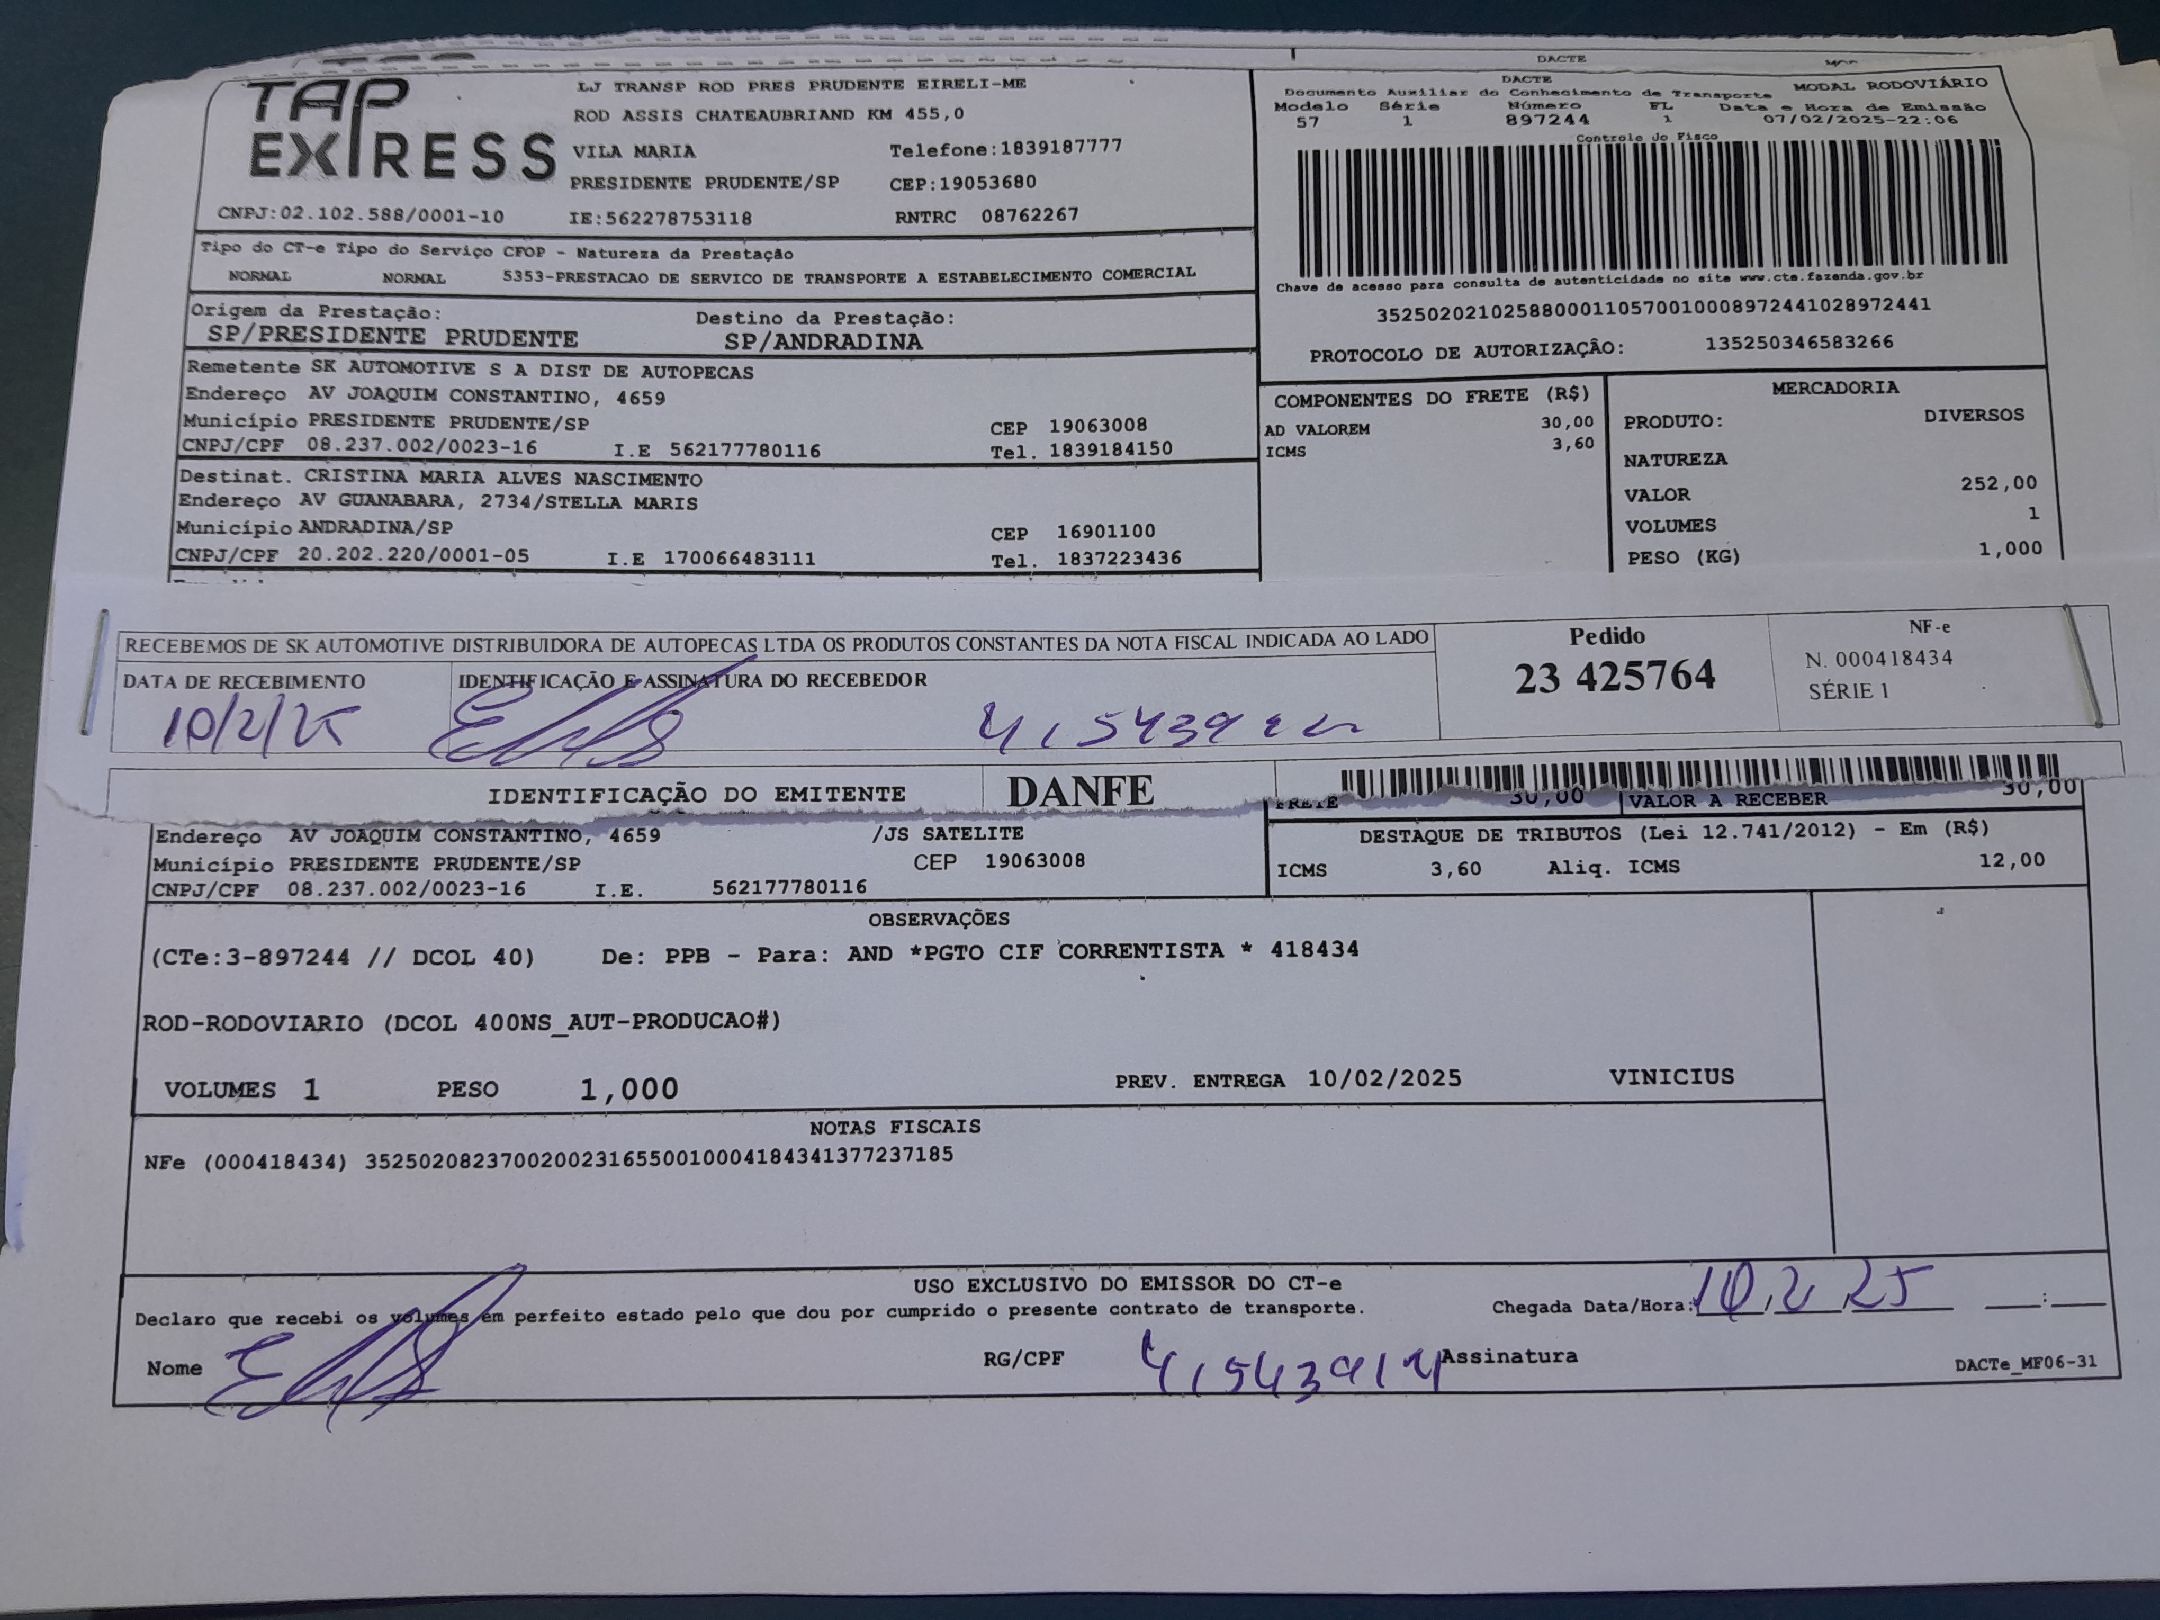 DACTE
TAP EXPRESS
LJ TRANSP ROD PRES PRUDENTE EIRELI-ME
ROD ASSIS CHATEAUBRIAND KM 455,0
VILA MARIA Telefone:1839187777
PRESIDENTE PRUDENTE/SP CEP:19053680
CNPJ:02.102.588/0001-10 IE:562278753118 RNTRC 08762267
DACTE MODAL RODOVIÁRIO
Documento Auxiliar do Conhecimento de Transporte
Modelo Série Número FL Data e Hora de Emissão
57 1 897244 1 07/02/2025-22:06
Controle do Fisco
Chave de acesso para consulta de autenticidade no site www.cte.fazenda.gov.br
35250202102588000110570010008972441028972441
PROTOCOLO DE AUTORIZAÇÃO: 135250346583266
Tipo do CT-e Tipo do Serviço CFOP - Natureza da Prestação
NORMAL NORMAL 5353-PRESTACAO DE SERVICO DE TRANSPORTE A ESTABELECIMENTO COMERCIAL
Origem da Prestação: Destino da Prestação:
SP/PRESIDENTE PRUDENTE SP/ANDRADINA
Remetente SK AUTOMOTIVE S A DIST DE AUTOPECAS
Endereço AV JOAQUIM CONSTANTINO, 4659
Município PRESIDENTE PRUDENTE/SP CEP 19063008
CNPJ/CPF 08.237.002/0023-16 I.E 562177780116 Tel. 1839184150
Destinat. CRISTINA MARIA ALVES NASCIMENTO
Endereço AV GUANABARA, 2734/STELLA MARIS
Município ANDRADINA/SP CEP 16901100
CNPJ/CPF 20.202.220/0001-05 I.E 170066483111 Tel. 1837223436
COMPONENTES DO FRETE (R$)
AD VALOREM 30,00
ICMS 3,60
MERCADORIA
PRODUTO: DIVERSOS
NATUREZA
VALOR 252,00
VOLUMES 1
PESO (KG) 1,000
RECEBEMOS DE SK AUTOMOTIVE DISTRIBUIDORA DE AUTOPECAS LTDA OS PRODUTOS CONSTANTES DA NOTA FISCAL INDICADA AO LADO
DATA DE RECEBIMENTO IDENTIFICAÇÃO E ASSINATURA DO RECEBEDOR
10/2/25
Pedido
23 425764
NF-e
N. 000418434
SÉRIE 1
IDENTIFICAÇÃO DO EMITENTE DANFE
FRETE 30,00 VALOR A RECEBER 30,00
Endereço AV JOAQUIM CONSTANTINO, 4659 /JS SATELITE
Município PRESIDENTE PRUDENTE/SP CEP 19063008
CNPJ/CPF 08.237.002/0023-16 I.E. 562177780116
DESTAQUE DE TRIBUTOS (Lei 12.741/2012) - Em (R$)
ICMS 3,60 Aliq. ICMS 12,00
OBSERVAÇÕES
(CTe:3-897244 // DCOL 40) De: PPB - Para: AND *PGTO CIF CORRENTISTA * 418434
ROD-RODOVIARIO (DCOL 400NS_AUT-PRODUCAO#)
VOLUMES 1 PESO 1,000 PREV. ENTREGA 10/02/2025 VINICIUS
NOTAS FISCAIS
NFe (000418434) 35250208237002002316550010004184341377237185
USO EXCLUSIVO DO EMISSOR DO CT-e
Declaro que recebi os volumes em perfeito estado pelo que dou por cumprido o presente contrato de transporte. Chegada Data/Hora: 10 2 25
Nome RG/CPF Assinatura DACTe_MF06-31